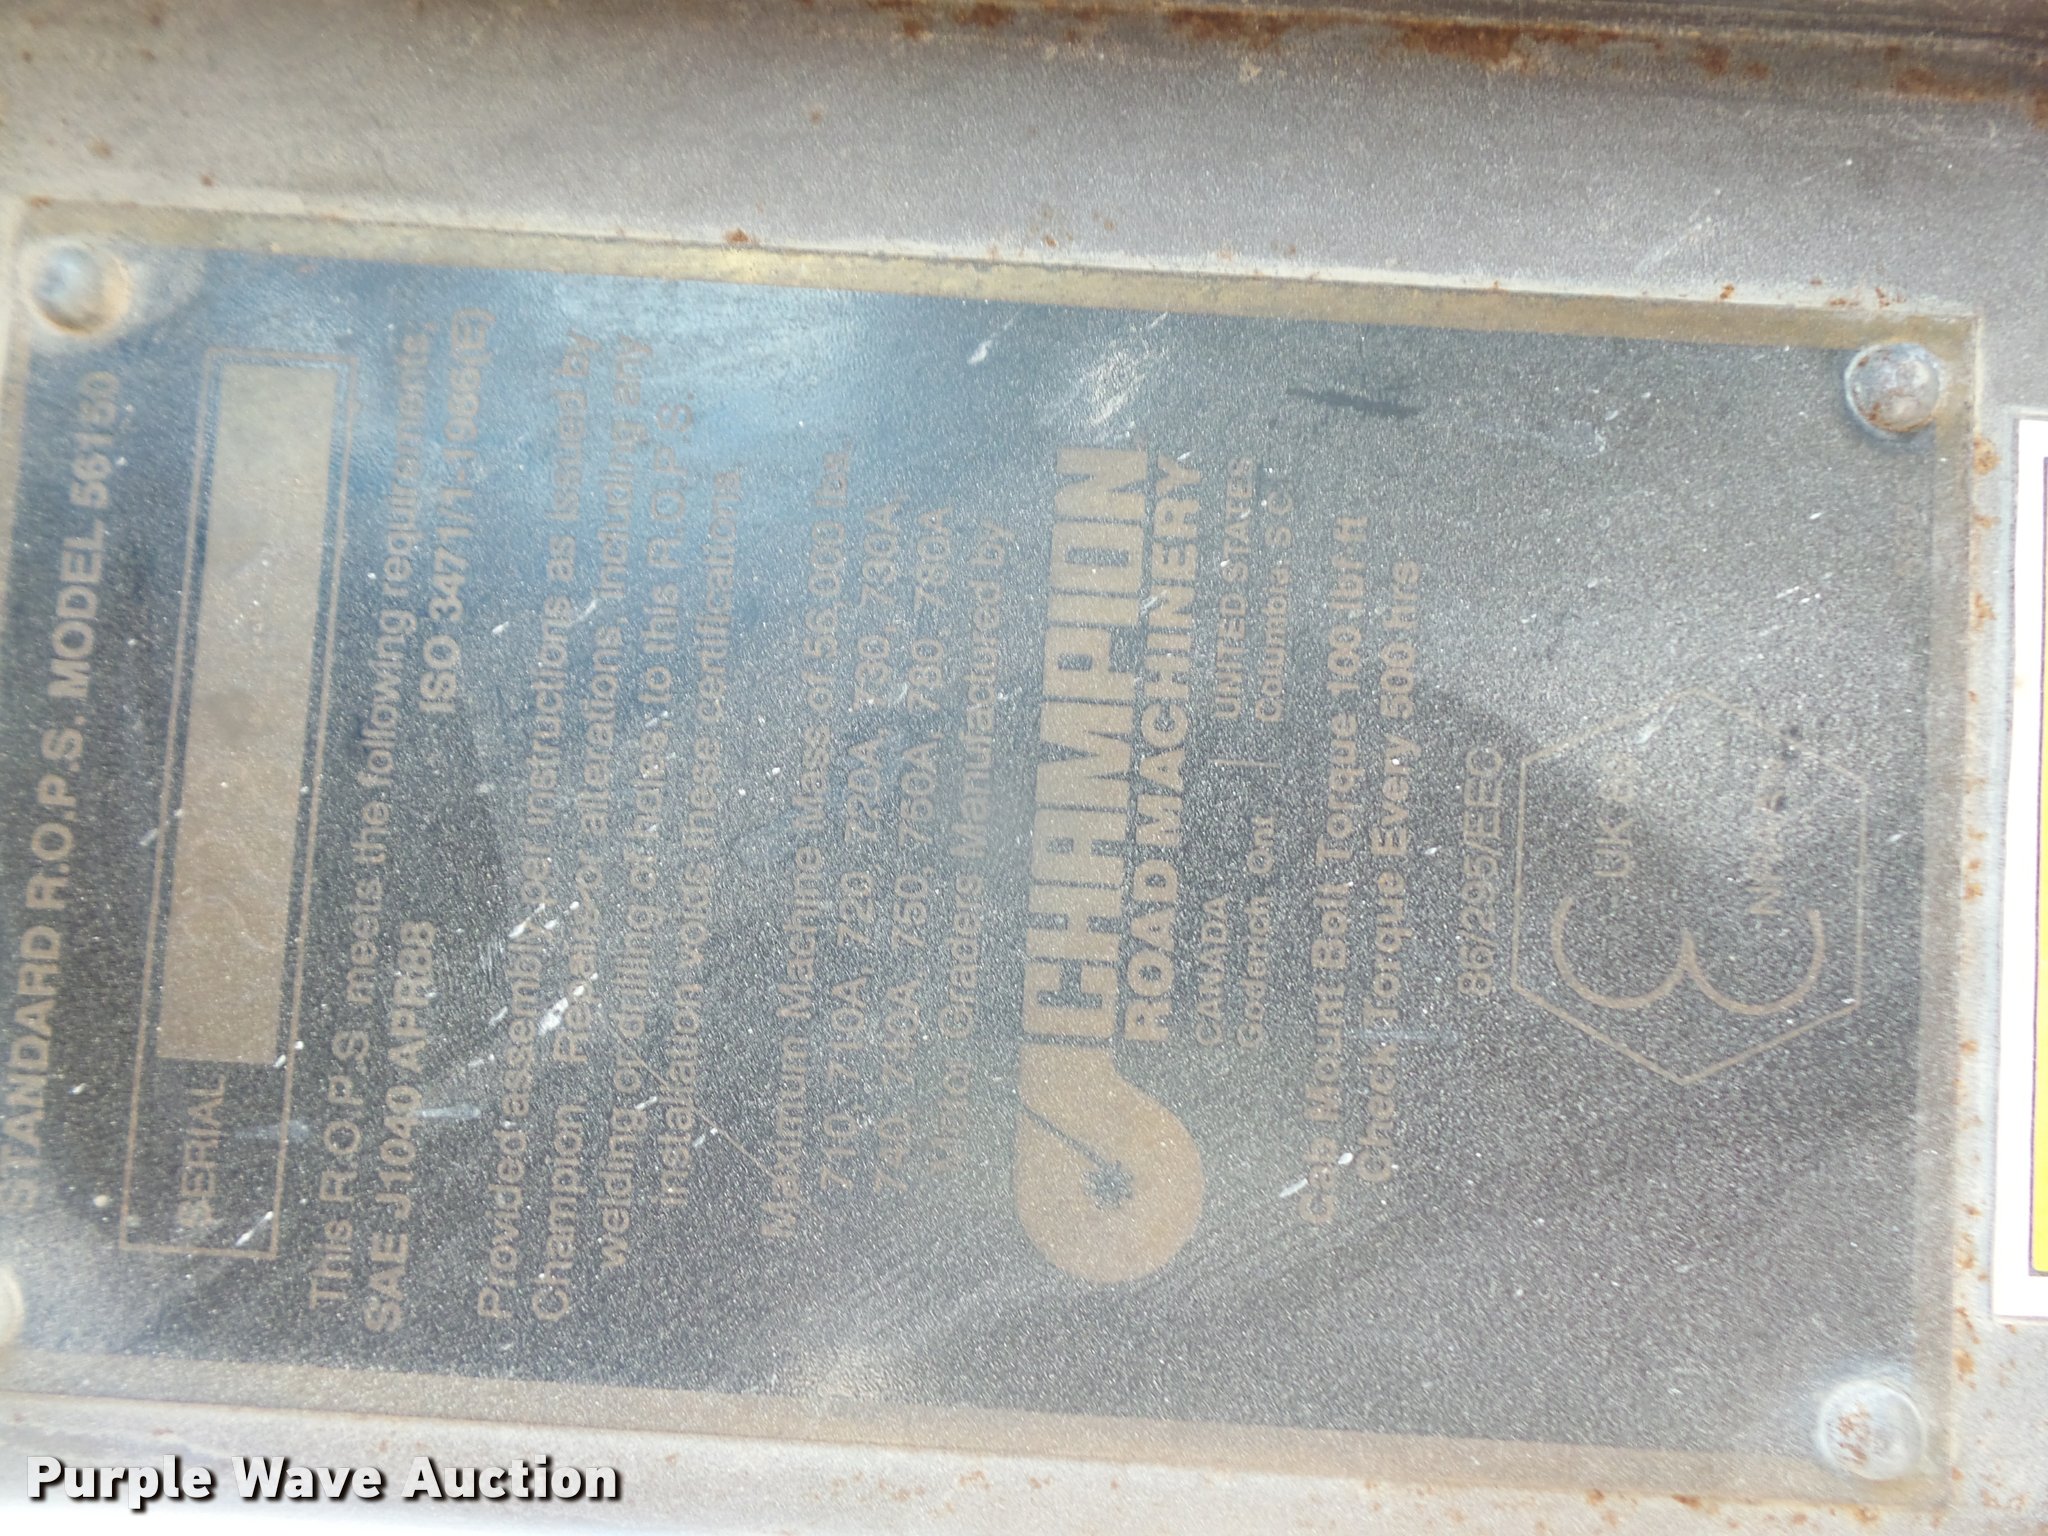 STANDARD R.O.P.S. MODEL 56150
SERIAL
This R.O.P.S. meets the following requirements;
SAE J1040 APR88 ISO 3471/1-1986(E)
Provided assembly per instructions as issued by
Champion. Repairs or alterations, including any
welding or drilling of holes to this R.O.P.S.
installation voids these certifications.
Maximum Machine Mass of 56,000 lbs.
710, 710A, 720, 720A, 730, 730A
740, 740A, 750, 750A, 780, 780A
Motor Graders Manufactured by
CHAMPION
ROAD MACHINERY
CANADA UNITED STATES
Goderich Ont. Columbia S.C.
Cab Mount Bolt Torque 100 lbf·ft
Check Torque Every 500 hrs
86/295/EEC
UK
Purple Wave Auction